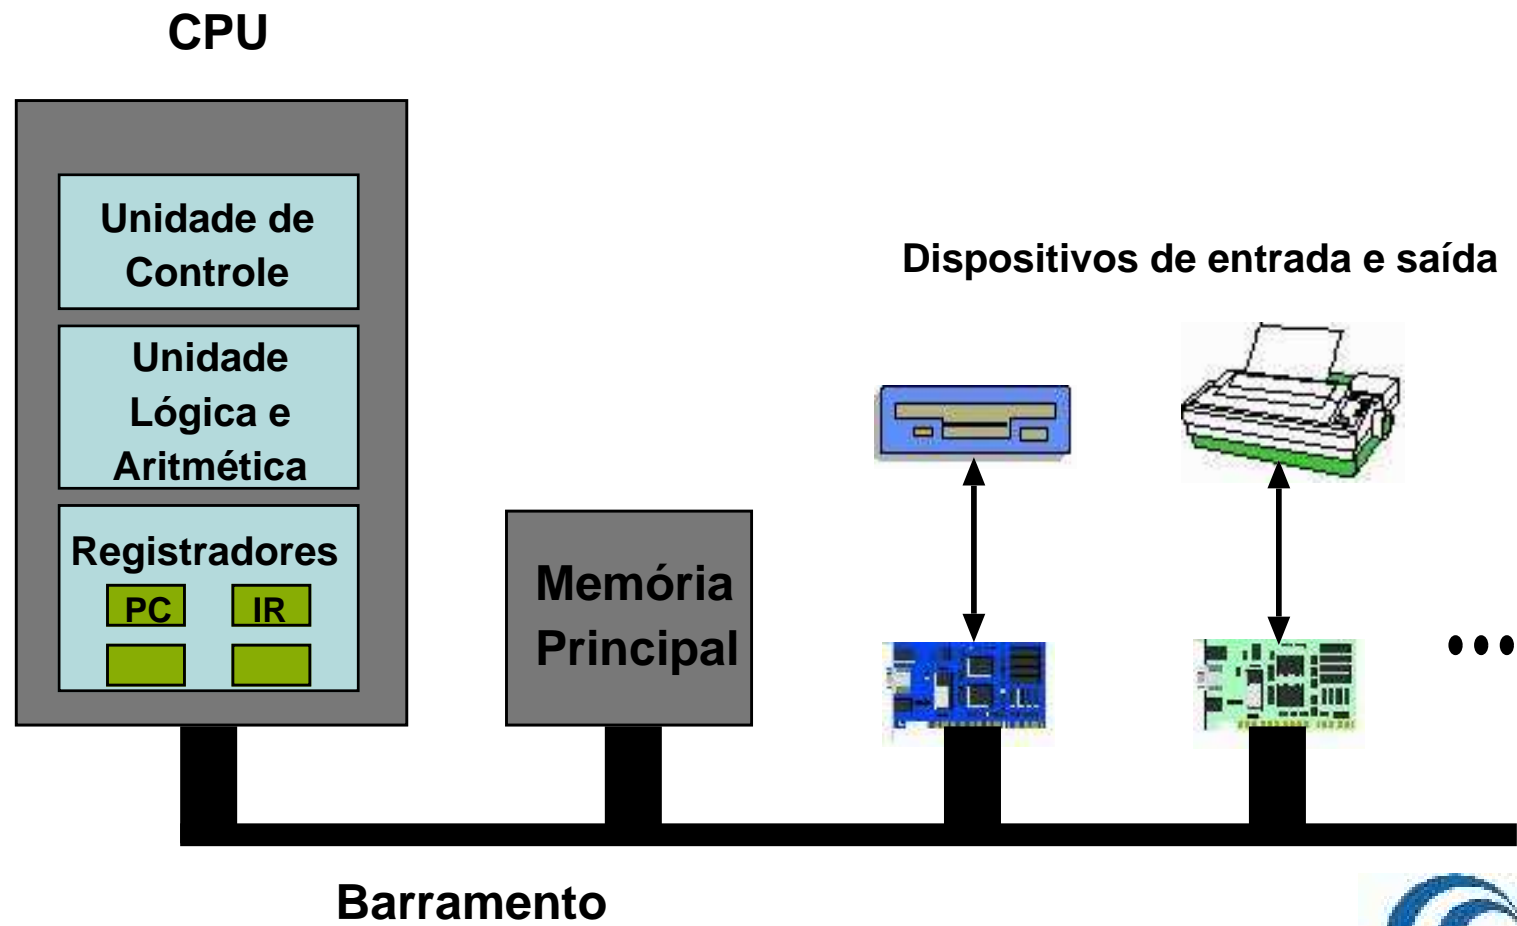 CPU
Unidade de
Controle
Unidade
Lógica e
Aritmética
Registradores
PC
IR
Memória
Principal
Dispositivos de entrada e saída
Barramento